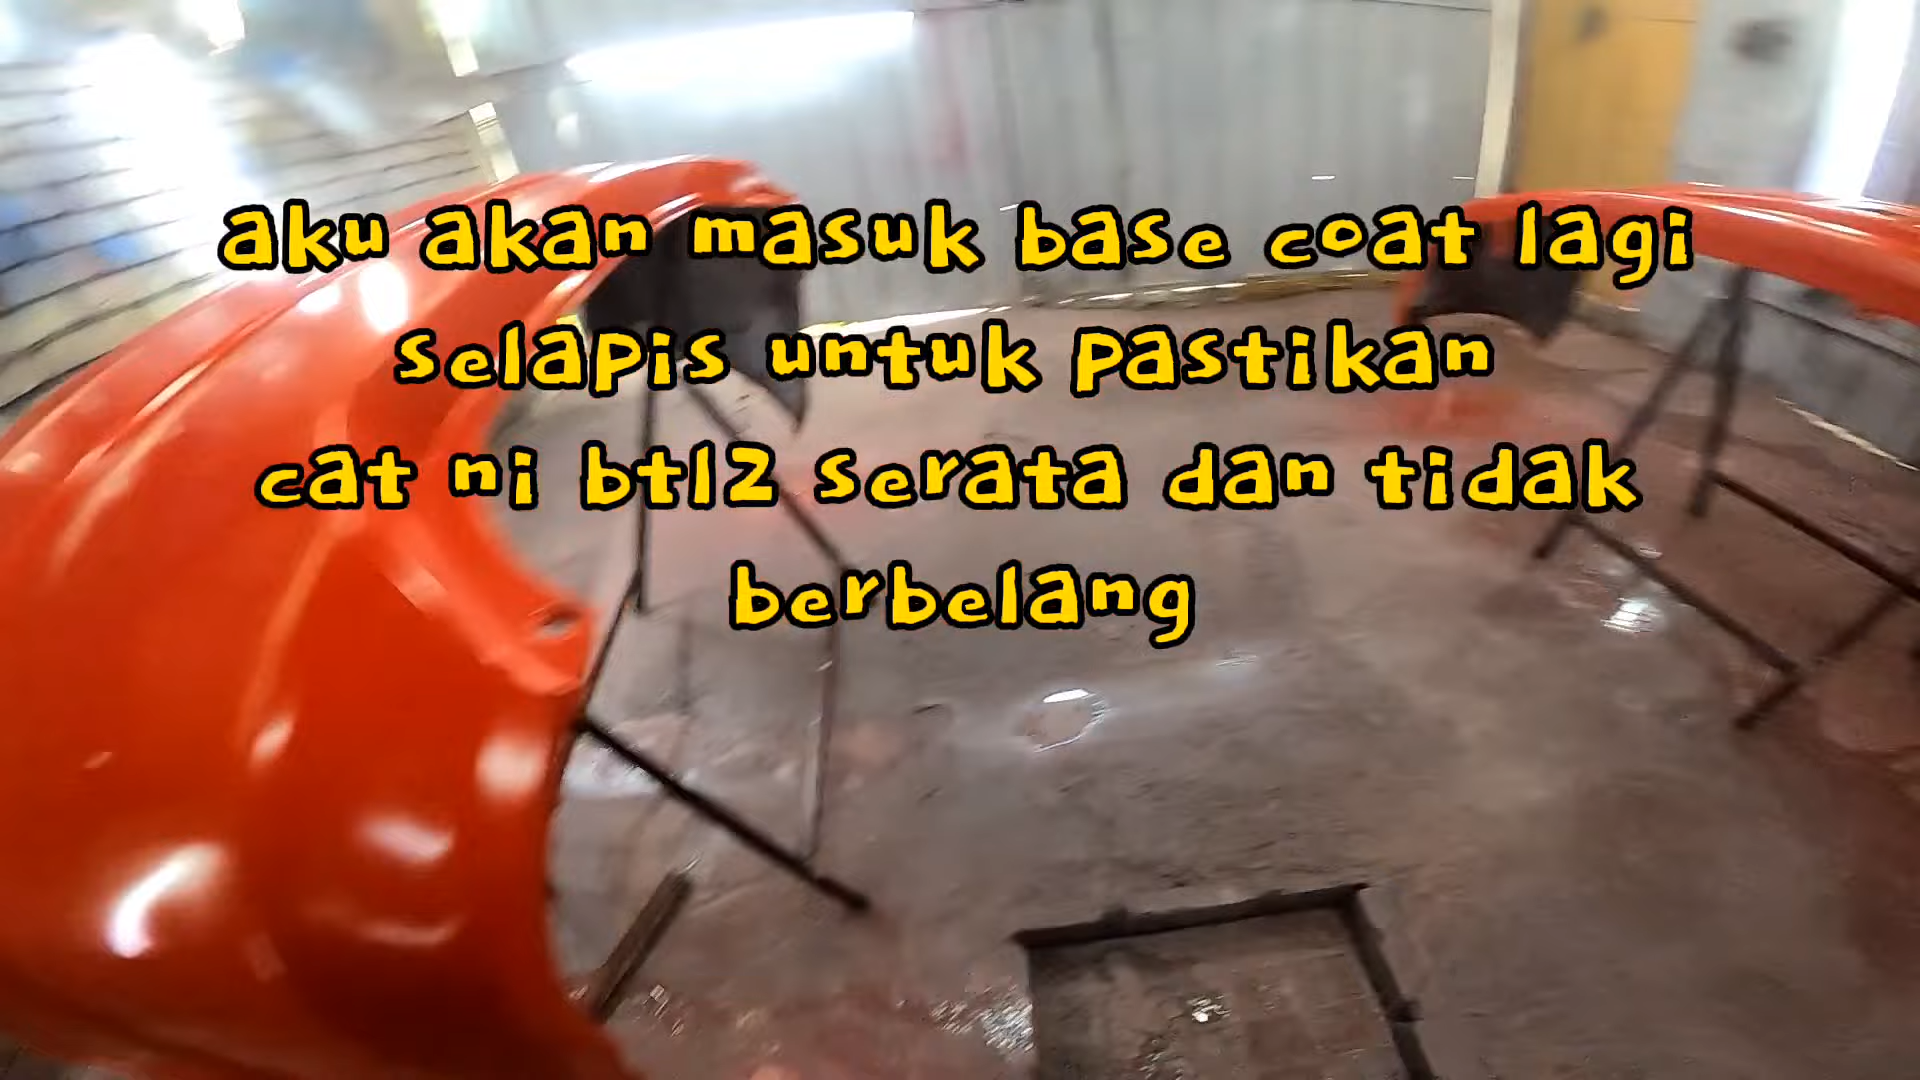 aku akan masuk base coat lagi
selapis untuk pastikan
cat ni btl2 serata dan tidak
berbelang